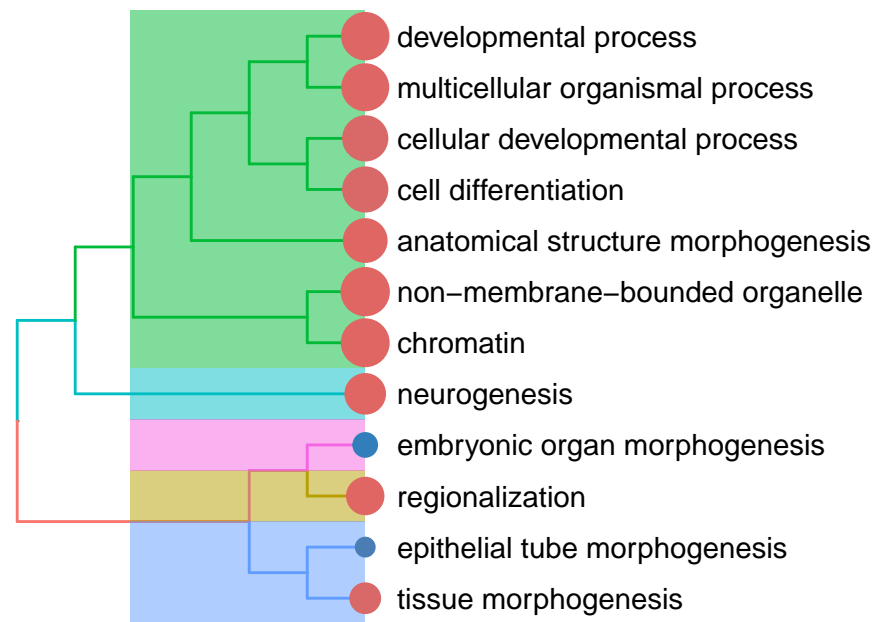 developmental process
multicellular organismal process
cellular developmental process
cell differentiation
anatomical structure morphogenesis
non−membrane−bounded organelle
chromatin
neurogenesis
embryonic organ morphogenesis
regionalization
epithelial tube morphogenesis
tissue morphogenesis